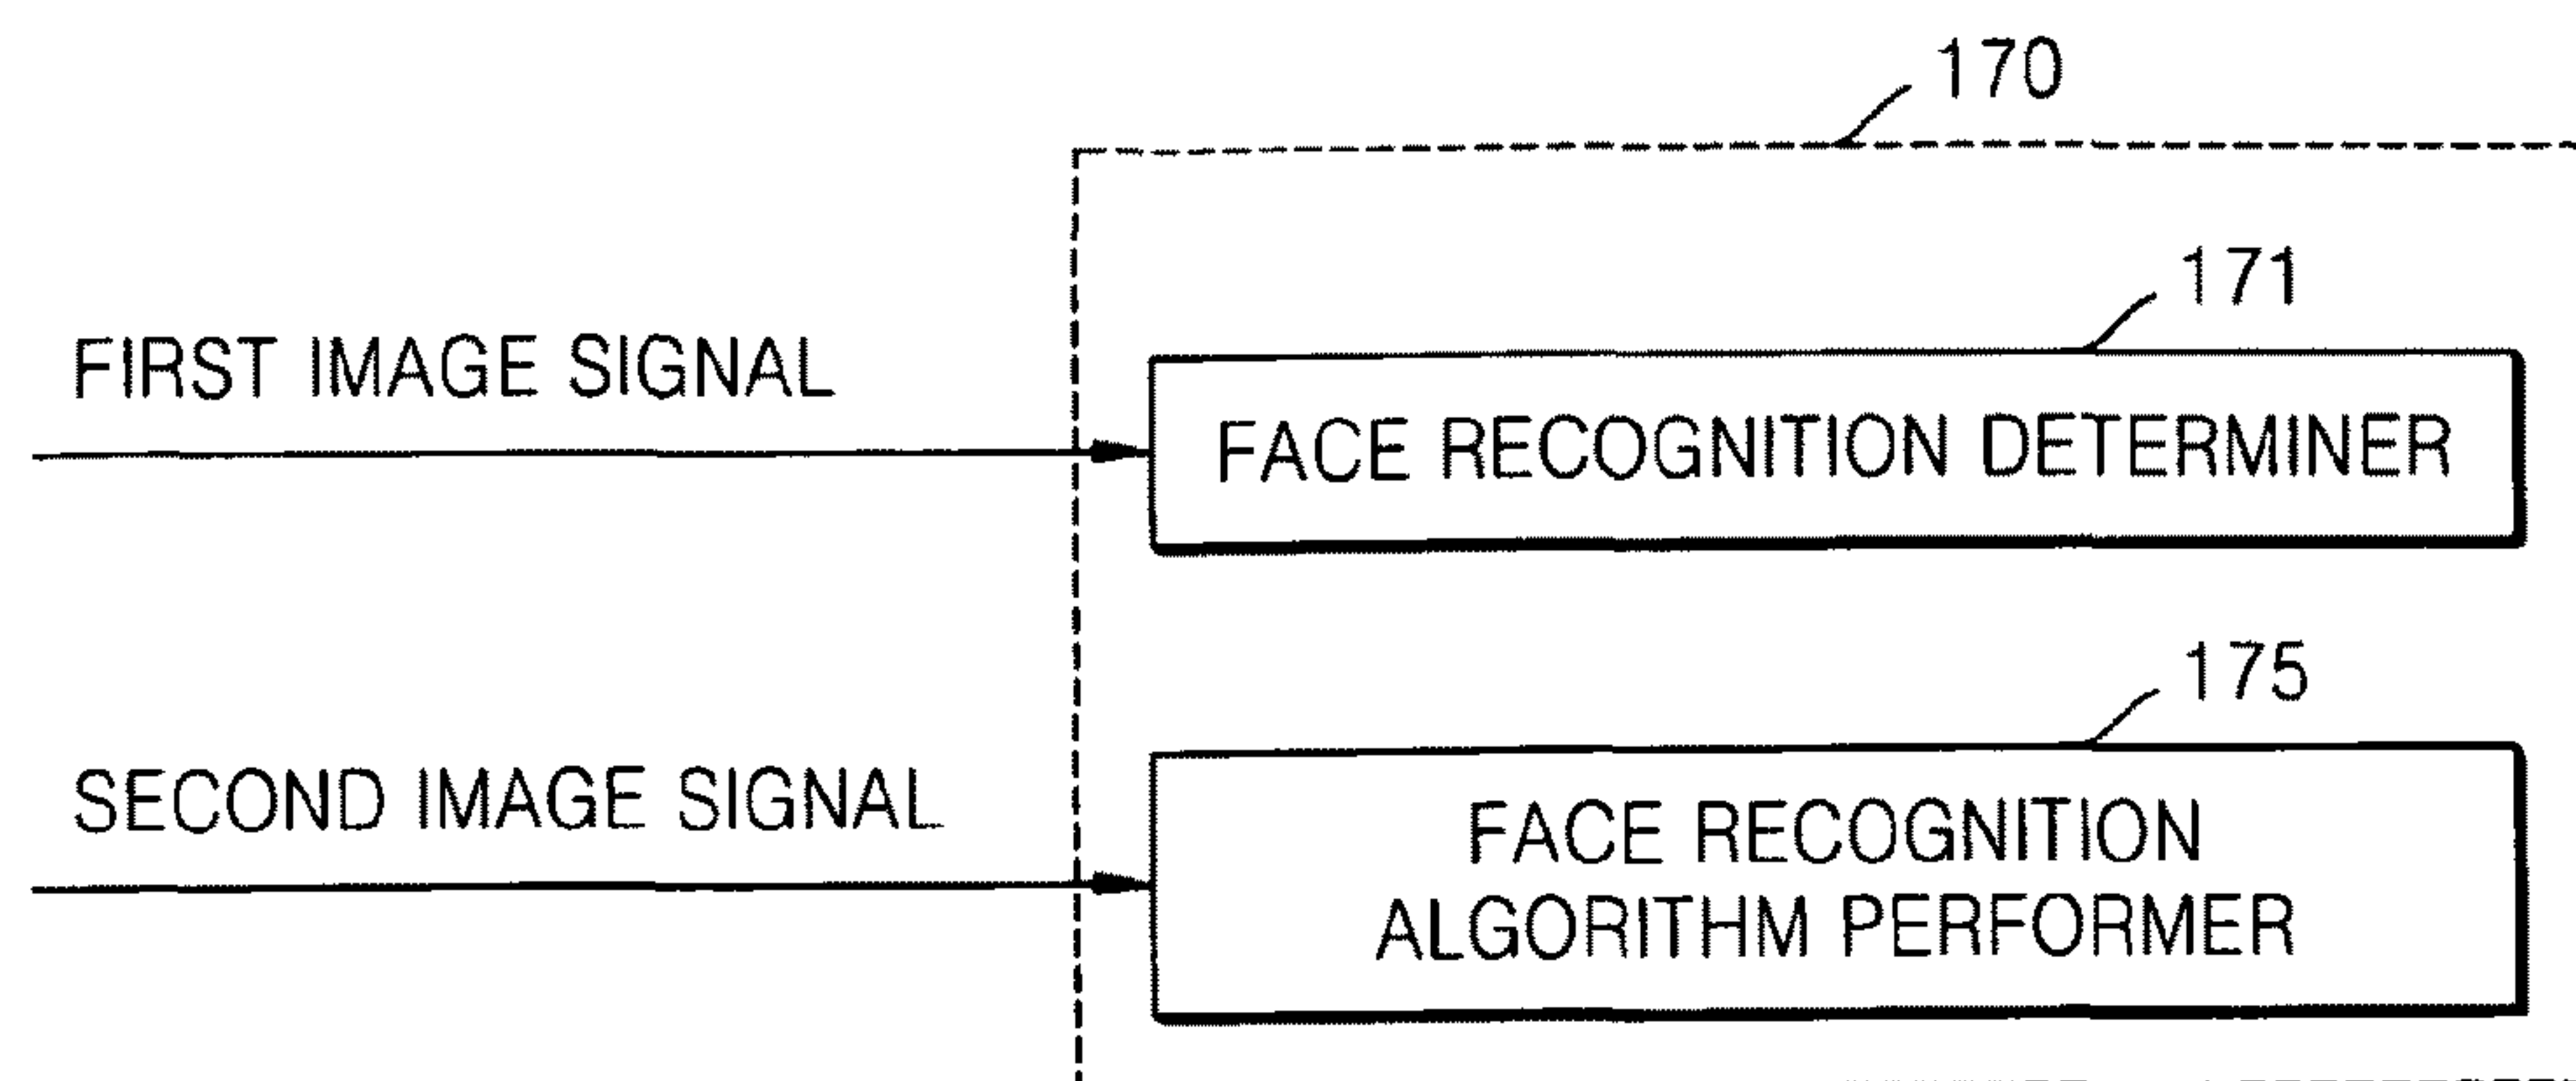 170
171
FIRST IMAGE SIGNAL
FACE RECOGNITION DETERMINER
175
SECOND IMAGE SIGNAL
FACE RECOGNITION
ALGORITHM PERFORMER